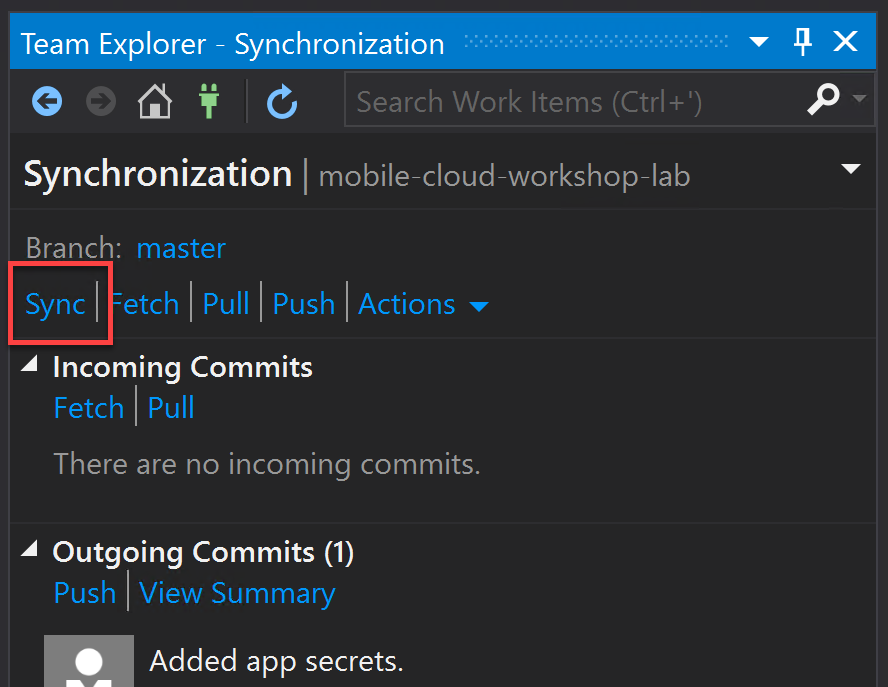 Team Explorer - Synchronization
Search Work Items (Ctrl+')
Synchronization | mobile-cloud-workshop-lab
Branch: master
Sync | Fetch | Pull | Push | Actions
Incoming Commits
Fetch | Pull
There are no incoming commits.
Outgoing Commits (1)
Push | View Summary
Added app secrets.